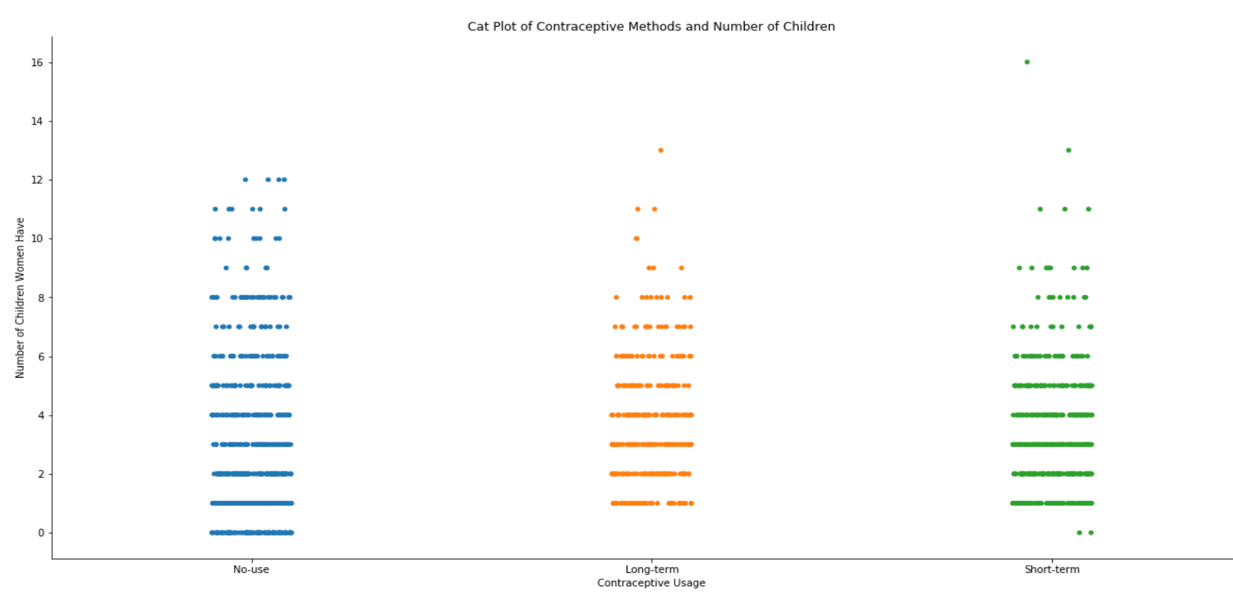 Cat Plot of Contraceptive Methods and Number of Children
16
14
12
10
8
6
4
2
0
Number of Children Women Have
No-use
Long-term
Short-term
Contraceptive Usage